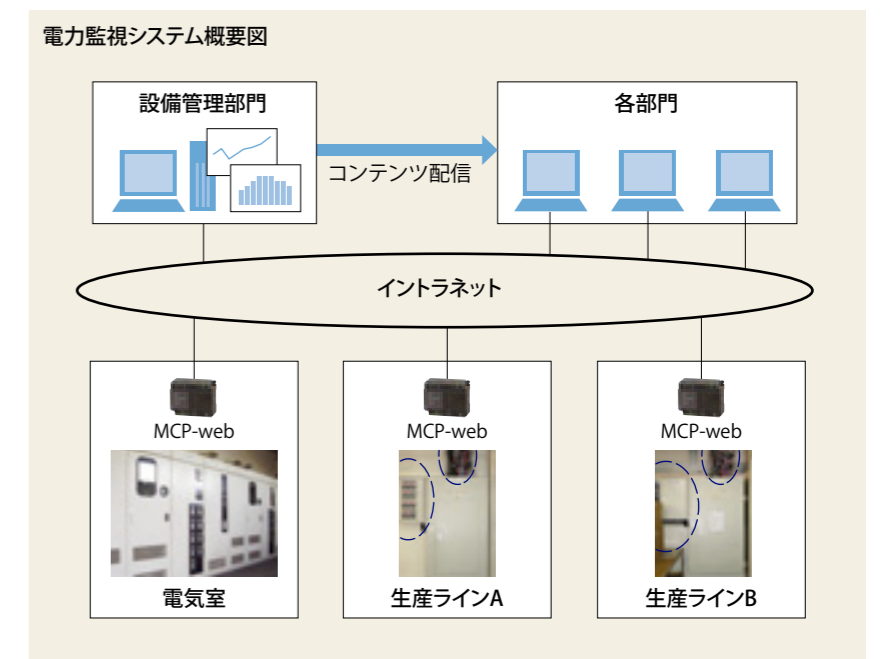 電力監視システム概要図
設備管理部門
各部門
コンテンツ配信
イントラネット
MCP-web
MCP-web
MCP-web
電気室
生産ラインA
生産ラインB